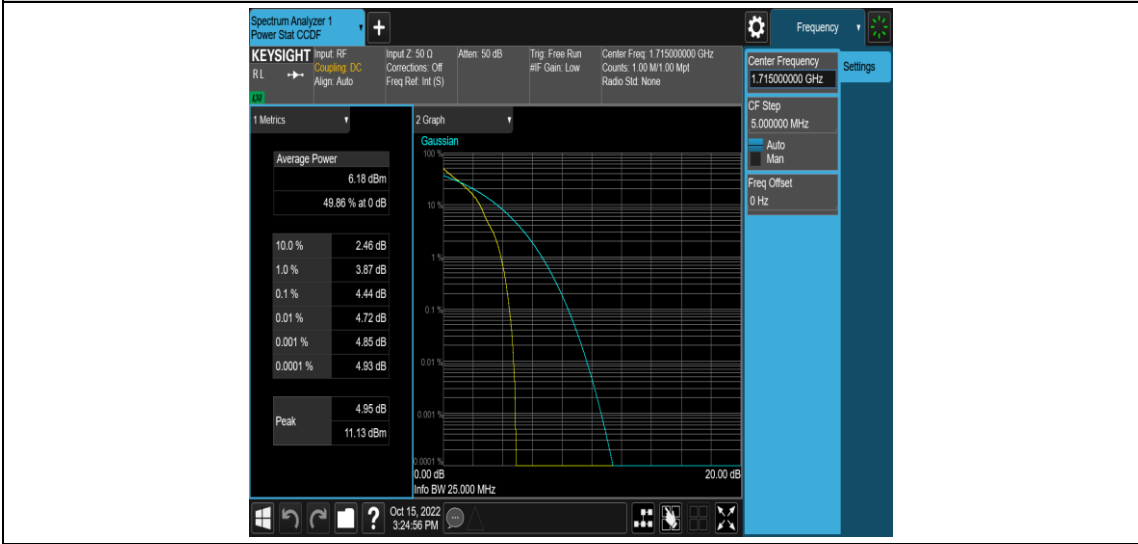 Spectrum Analyzer 1
Power Stat CCDF
+
Frequency
KEYSIGHT
RL
Input: RF
Coupling: DC
Align: Auto
Input Z: 50 Ω
Corrections: Off
Freq Ref: Int (S)
Atten: 50 dB
Trig: Free Run
#IF Gain: Low
Center Freq: 1.715000000 GHz
Counts: 1.00 M/1.00 Mpt
Radio Std: None
Center Frequency
1.715000000 GHz
Settings
CF Step
5.000000 MHz
Auto
Man
Freq Offset
0 Hz
1 Metrics
Average Power
6.18 dBm
49.86 % at 0 dB
10.0 % 2.46 dB
1.0 % 3.87 dB
0.1 % 4.44 dB
0.01 % 4.72 dB
0.001 % 4.85 dB
0.0001 % 4.93 dB
Peak
4.95 dB
11.13 dBm
2 Graph
Gaussian
100 %
10 %
1 %
0.1 %
0.01 %
0.001 %
0.0001 %
0.00 dB 20.00 dB
Info BW 25.000 MHz
?
Oct 15, 2022
3:24:56 PM